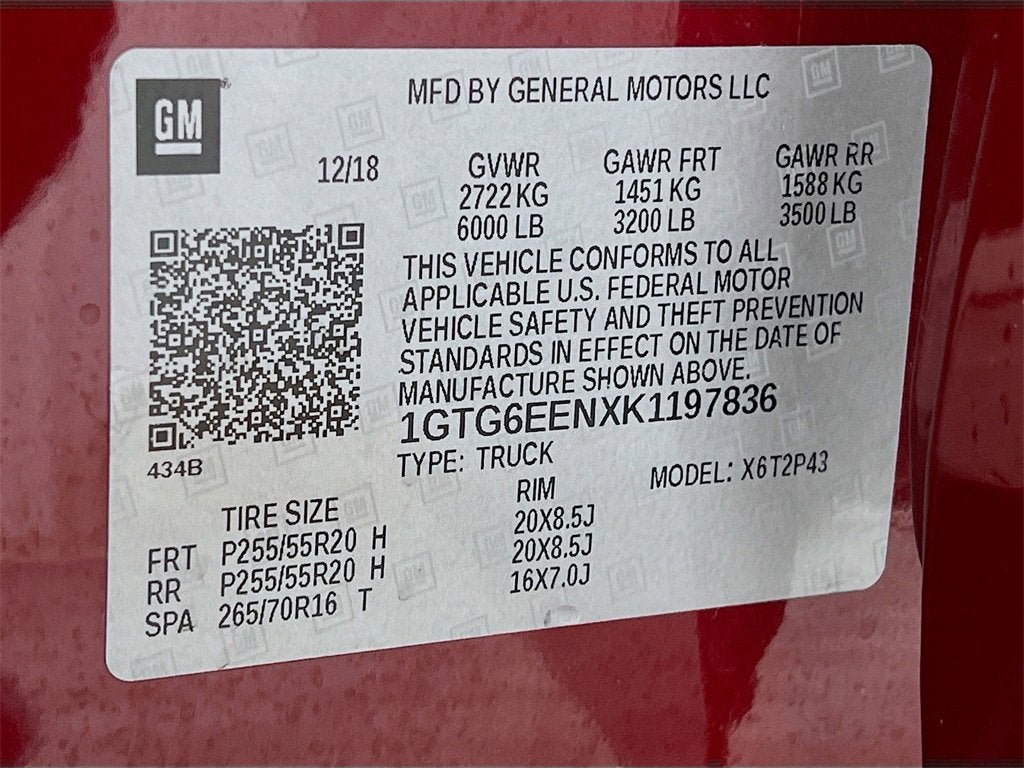 GM
MFD BY GENERAL MOTORS LLC
12/18
GVWR GAWR FRT GAWR RR
2722 KG 1451 KG 1588 KG
6000 LB 3200 LB 3500 LB
THIS VEHICLE CONFORMS TO ALL
APPLICABLE U.S. FEDERAL MOTOR
VEHICLE SAFETY AND THEFT PREVENTION
STANDARDS IN EFFECT ON THE DATE OF
MANUFACTURE SHOWN ABOVE.
1GTG6EENXK1197836
434B
TYPE: TRUCK MODEL: X6T2P43
TIRE SIZE RIM
FRT P255/55R20 H 20X8.5J
RR P255/55R20 H 20X8.5J
SPA 265/70R16 T 16X7.0J